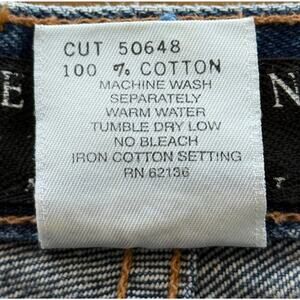 CUT 50648
100 % COTTON
MACHINE WASH
SEPARATELY
WARM WATER
TUMBLE DRY LOW
NO BLEACH
IRON COTTON SETTING
RN 62136